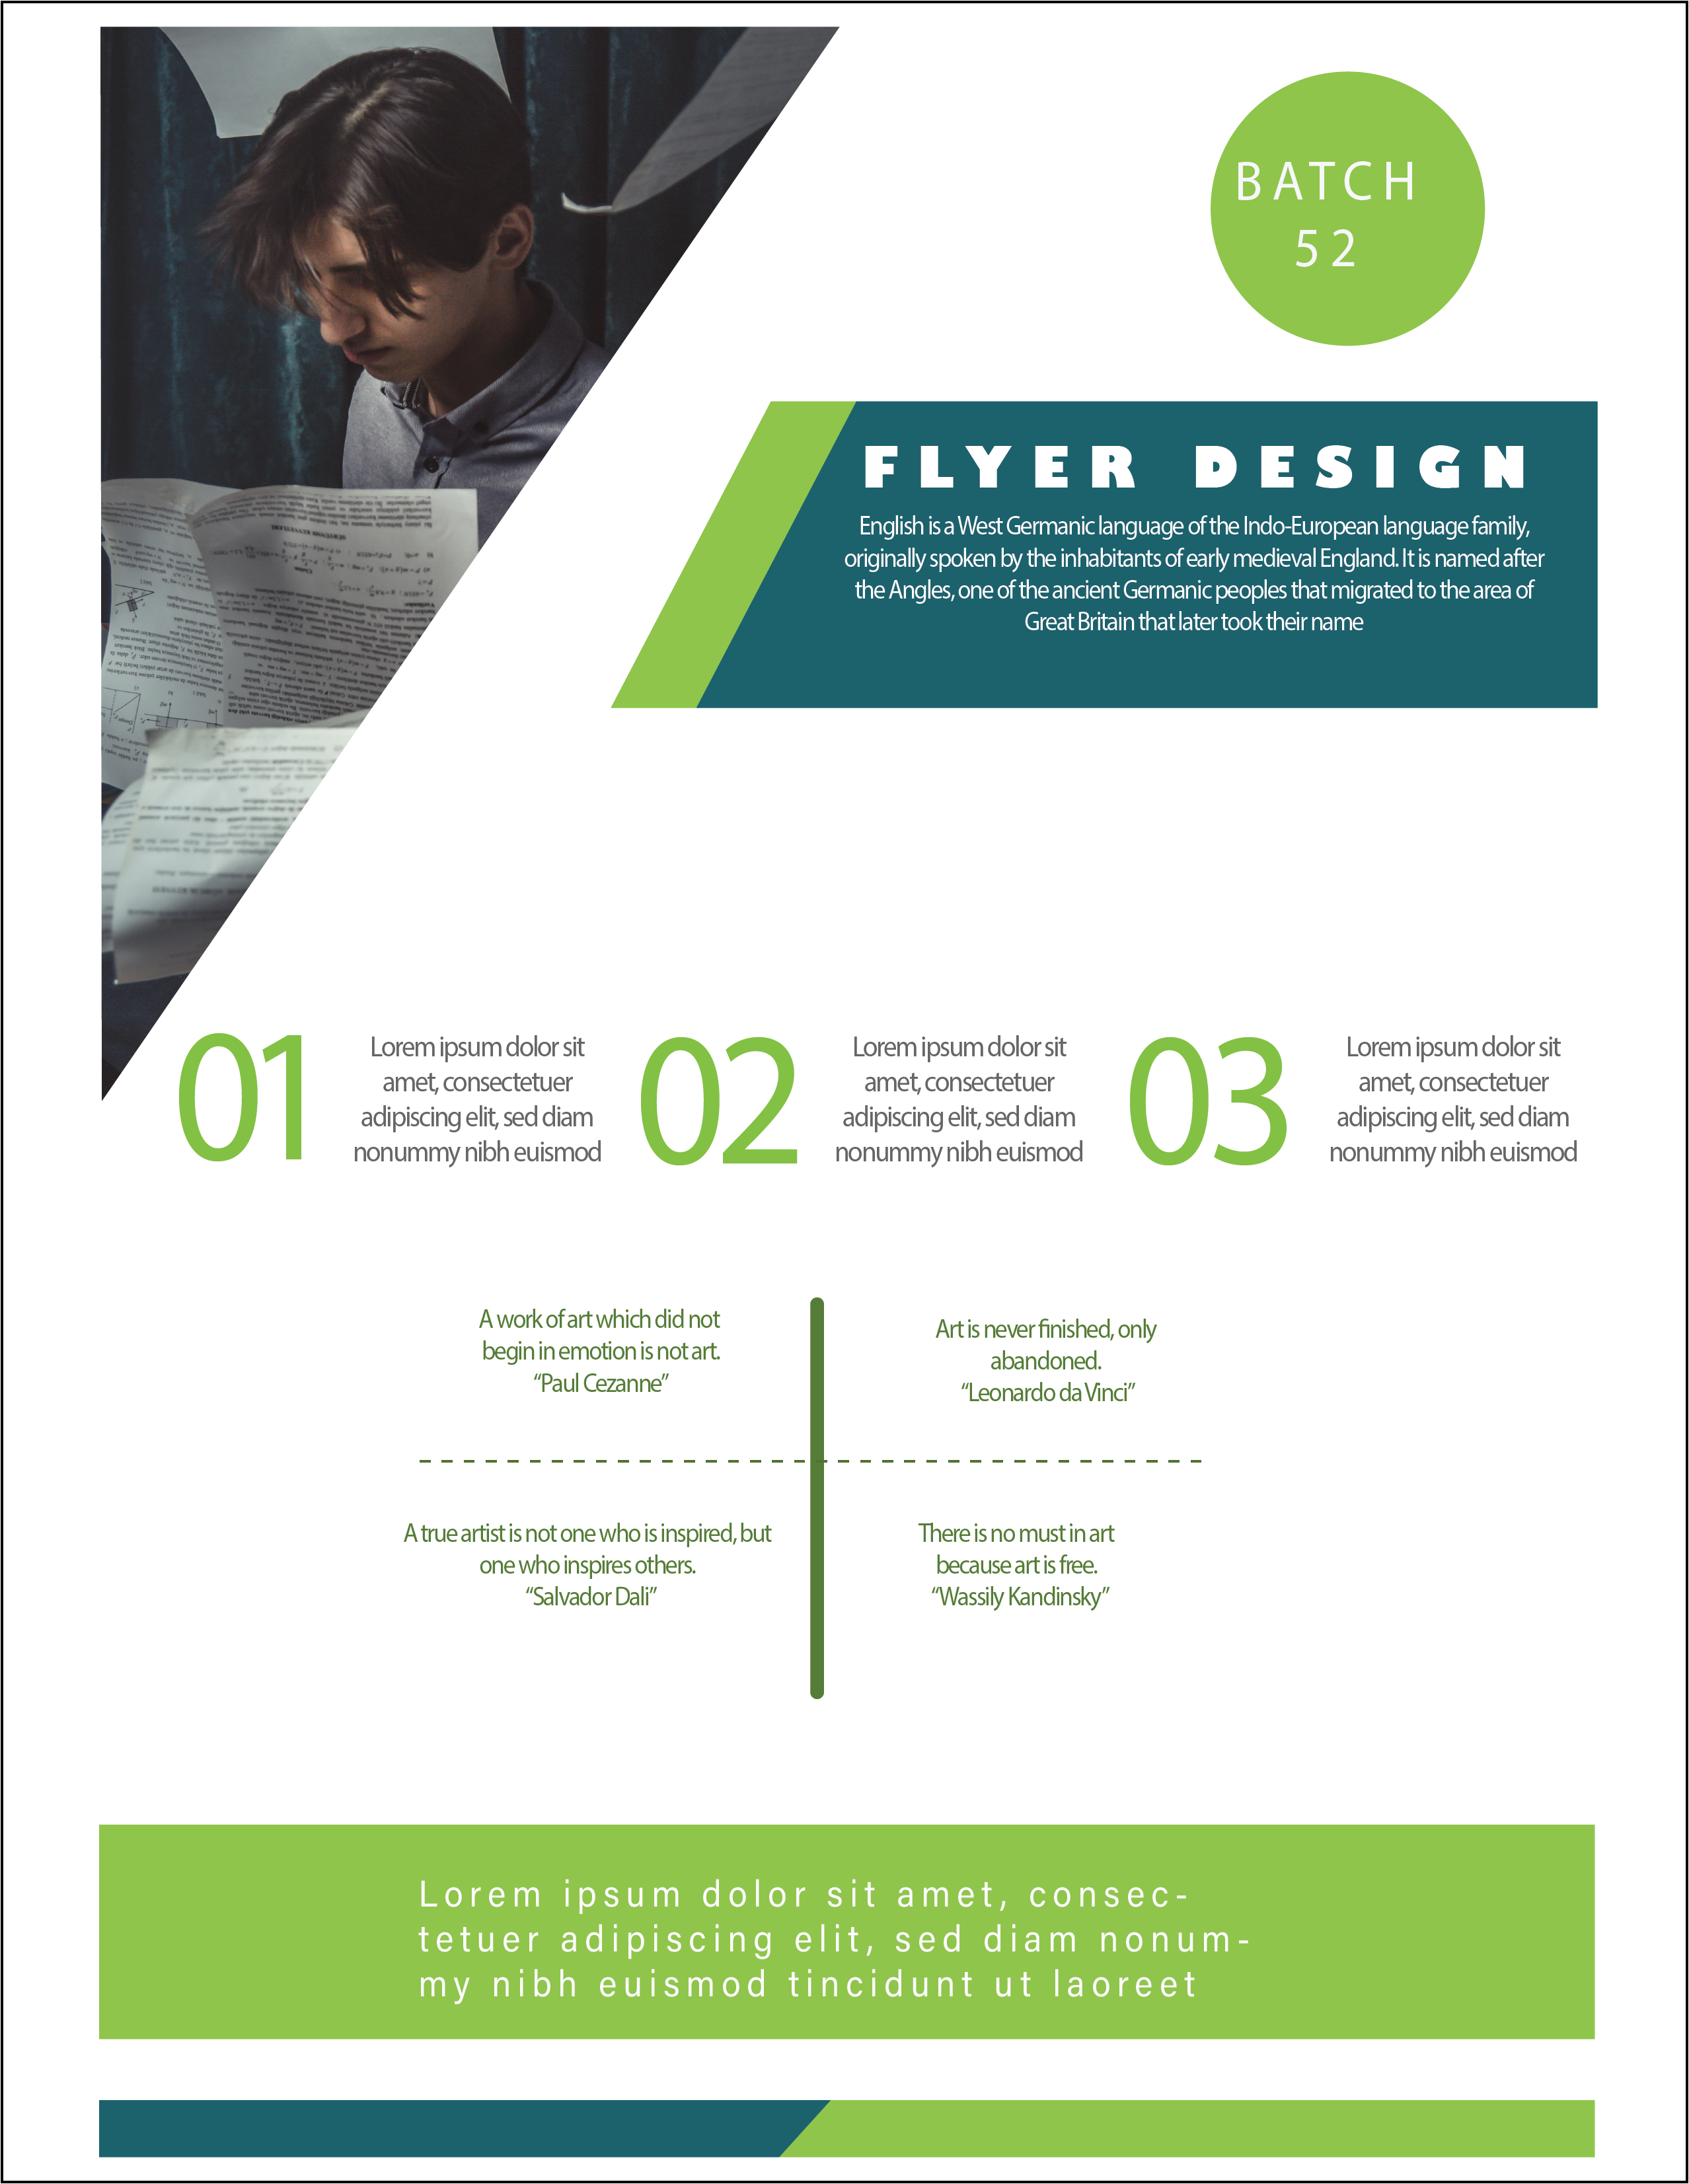 BATCH
52
FLYER DESIGN
English is a West Germanic language of the Indo-European language family,
originally spoken by the inhabitants of early medieval England. It is named after
the Angles, one of the ancient Germanic peoples that migrated to the area of
Great Britain that later took their name
01
Lorem ipsum dolor sit
amet, consectetuer
adipiscing elit, sed diam
nonummy nibh euismod
02
Lorem ipsum dolor sit
amet, consectetuer
adipiscing elit, sed diam
nonummy nibh euismod
03
Lorem ipsum dolor sit
amet, consectetuer
adipiscing elit, sed diam
nonummy nibh euismod
A work of art which did not
begin in emotion is not art.
“Paul Cezanne”
Art is never finished, only
abandoned.
“Leonardo da Vinci”
A true artist is not one who is inspired, but
one who inspires others.
“Salvador Dali”
There is no must in art
because art is free.
“Wassily Kandinsky”
Lorem ipsum dolor sit amet, consec-
tetuer adipiscing elit, sed diam nonum-
my nibh euismod tincidunt ut laoreet